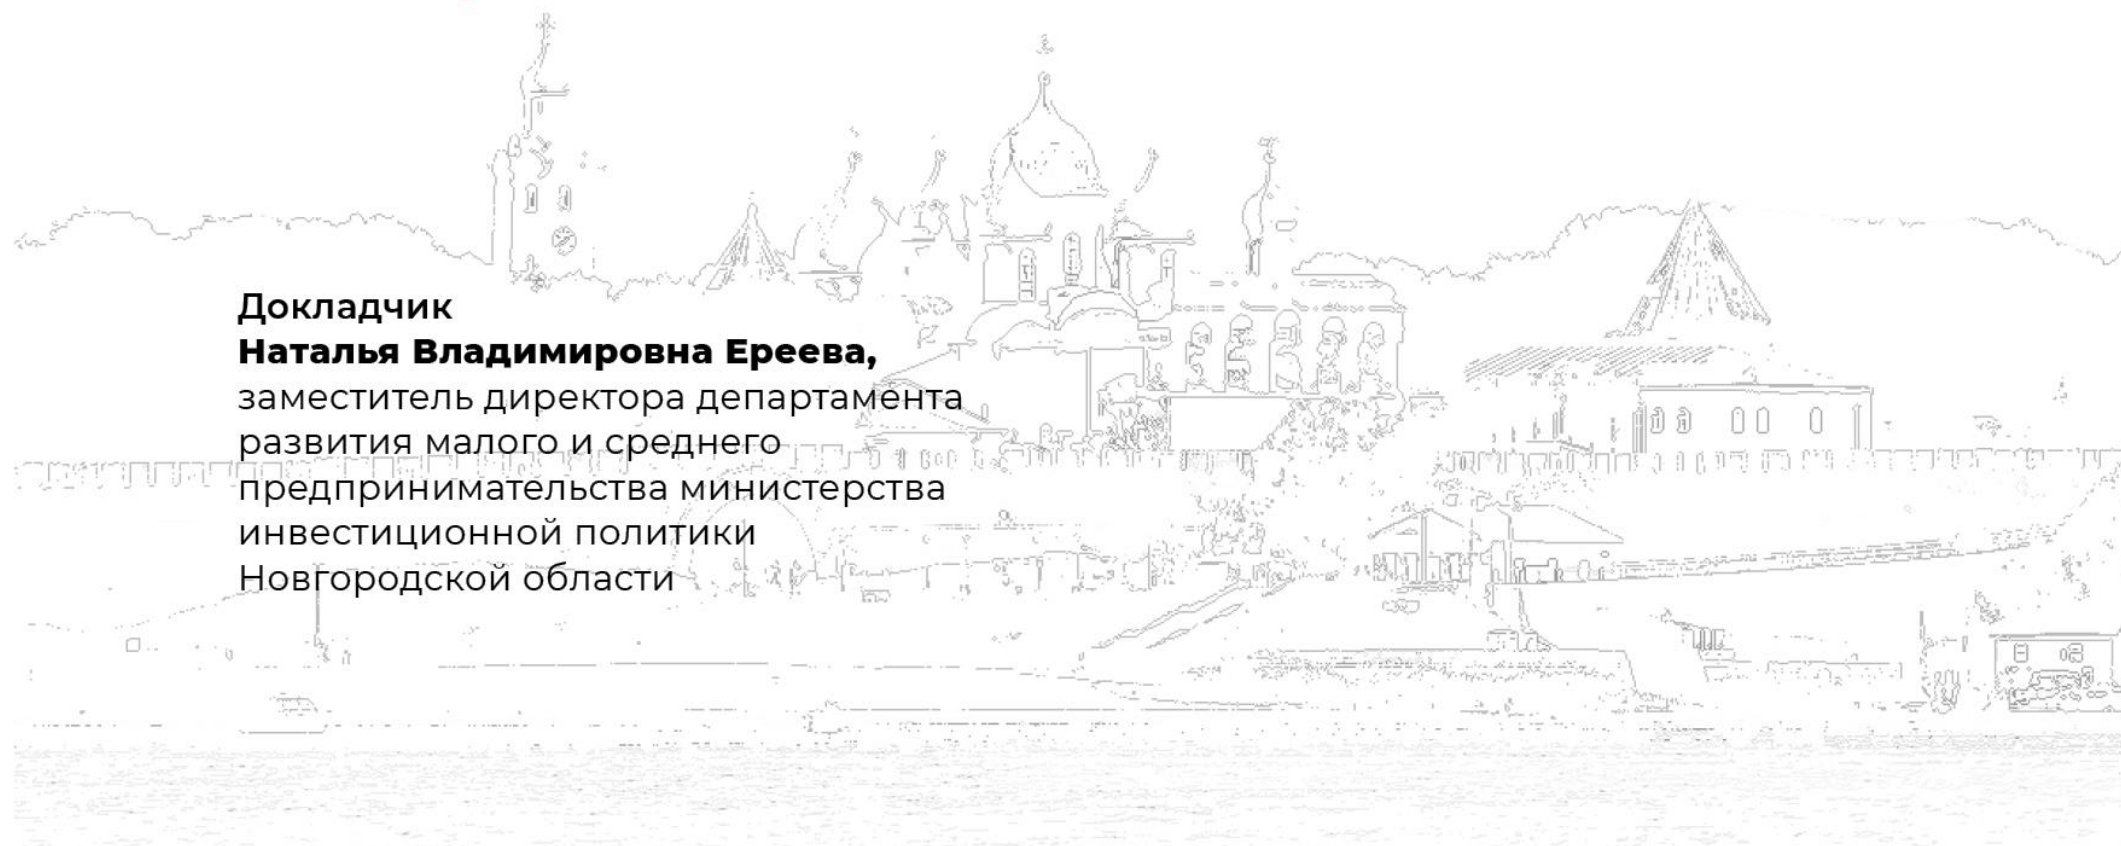 Докладчик
Наталья Владимировна Ереева,
заместитель директора департамента
развития малого и среднего
предпринимательства министерства
инвестиционной политики
Новгородской области